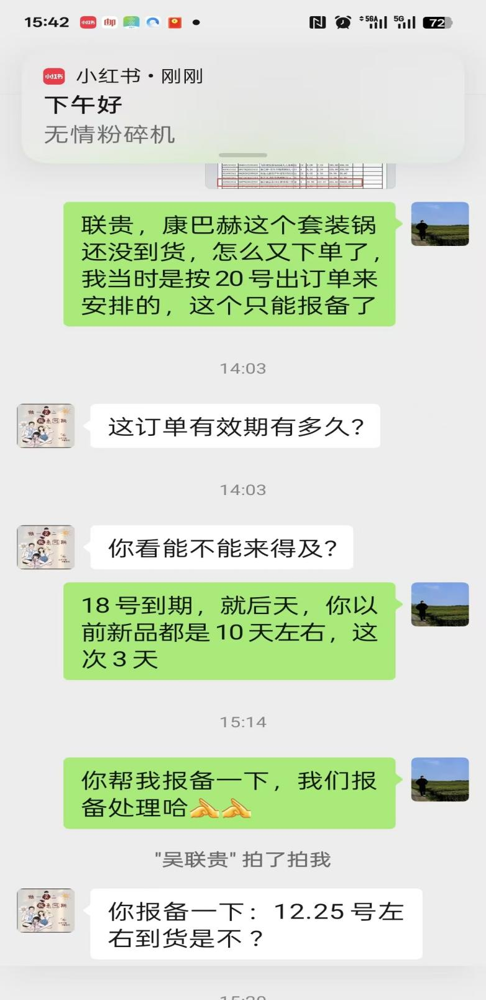 15:42
小红书
5GA
5G
72
小红书
小红书・刚刚
下午好
无情粉碎机
联贵，康巴赫这个套装锅
还没到货，怎么又下单了，
我当时是按20号出订单来
安排的，这个只能报备了
14:03
这订单有效期有多久？
14:03
你看能不能来得及？
18号到期，就后天，你以
前新品都是10天左右，这
次3天
15:14
你帮我报备一下，我们报
备处理哈
"吴联贵" 拍了拍我
你报备一下：12.25号左
右到货是不？